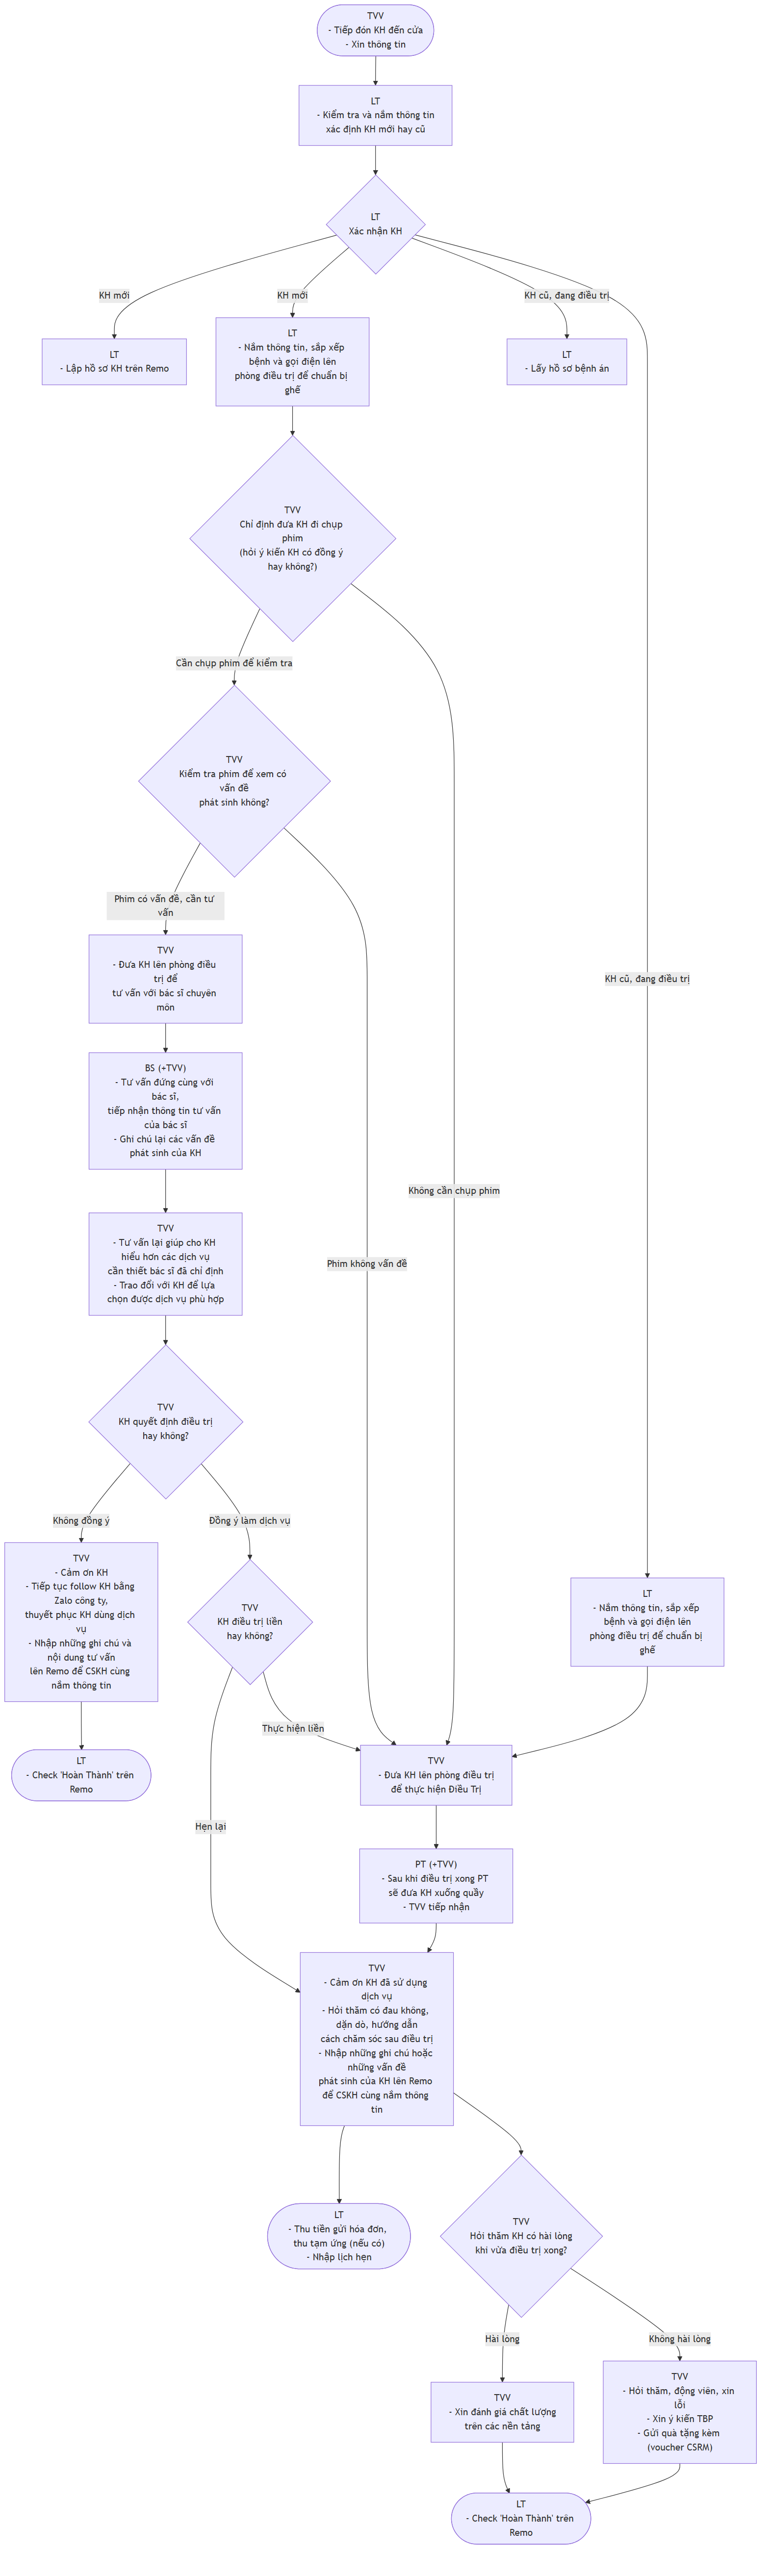 TVV
- Tiếp đón KH đến cửa
- Xin thông tin
LT
- Kiểm tra và nắm thông tin
xác định KH mới hay cũ
LT
Xác nhận KH
KH mới
KH mới
KH cũ, đang điều trị
LT
- Lập hồ sơ KH trên Remo
LT
- Nắm thông tin, sắp xếp
bệnh và gọi điện lên
phòng điều trị để chuẩn bị
ghế
LT
- Lấy hồ sơ bệnh án
TVV
Chỉ định đưa KH đi chụp
phim
(hỏi ý kiến KH có đồng ý
hay không?)
Cần chụp phim để kiểm tra
TVV
Kiểm tra phim để xem có
vấn đề
phát sinh không?
Phim có vấn đề, cần tư
vấn
TVV
- Đưa KH lên phòng điều
trị để
tư vấn với bác sĩ chuyên
môn
KH cũ, đang điều trị
BS (+TVV)
- Tư vấn đứng cùng với
bác sĩ,
tiếp nhận thông tin tư vấn
của bác sĩ
- Ghi chú lại các vấn đề
phát sinh của KH
Không cần chụp phim
TVV
- Tư vấn lại giúp cho KH
hiểu hơn các dịch vụ
cần thiết bác sĩ đã chỉ định
- Trao đổi với KH để lựa
chọn được dịch vụ phù hợp
Phim không vấn đề
TVV
KH quyết định điều trị
hay không?
Không đồng ý
Đồng ý làm dịch vụ
TVV
- Cảm ơn KH
- Tiếp tục follow KH bằng
Zalo công ty,
thuyết phục KH dùng dịch
vụ
- Nhập những ghi chú và
nội dung tư vấn
lên Remo để CSKH cùng
nắm thông tin
TVV
KH điều trị liền
hay không?
LT
- Nắm thông tin, sắp xếp
bệnh và gọi điện lên
phòng điều trị để chuẩn bị
ghế
Thực hiện liền
LT
- Check 'Hoàn Thành' trên
Remo
TVV
- Đưa KH lên phòng điều trị
để thực hiện Điều Trị
Hẹn lại
PT (+TVV)
- Sau khi điều trị xong PT
sẽ đưa KH xuống quầy
- TVV tiếp nhận
TVV
- Cảm ơn KH đã sử dụng
dịch vụ
- Hỏi thăm có đau không,
dặn dò, hướng dẫn
cách chăm sóc sau điều trị
- Nhập những ghi chú hoặc
những vấn đề
phát sinh của KH lên Remo
để CSKH cùng nắm thông
tin
LT
- Thu tiền gửi hóa đơn,
thu tạm ứng (nếu có)
- Nhập lịch hẹn
TVV
Hỏi thăm KH có hài lòng
khi vừa điều trị xong?
Hài lòng
Không hài lòng
TVV
- Xin đánh giá chất lượng
trên các nền tảng
TVV
- Hỏi thăm, động viên, xin
lỗi
- Xin ý kiến TBP
- Gửi quà tặng kèm
(voucher CSRM)
LT
- Check 'Hoàn Thành' trên
Remo